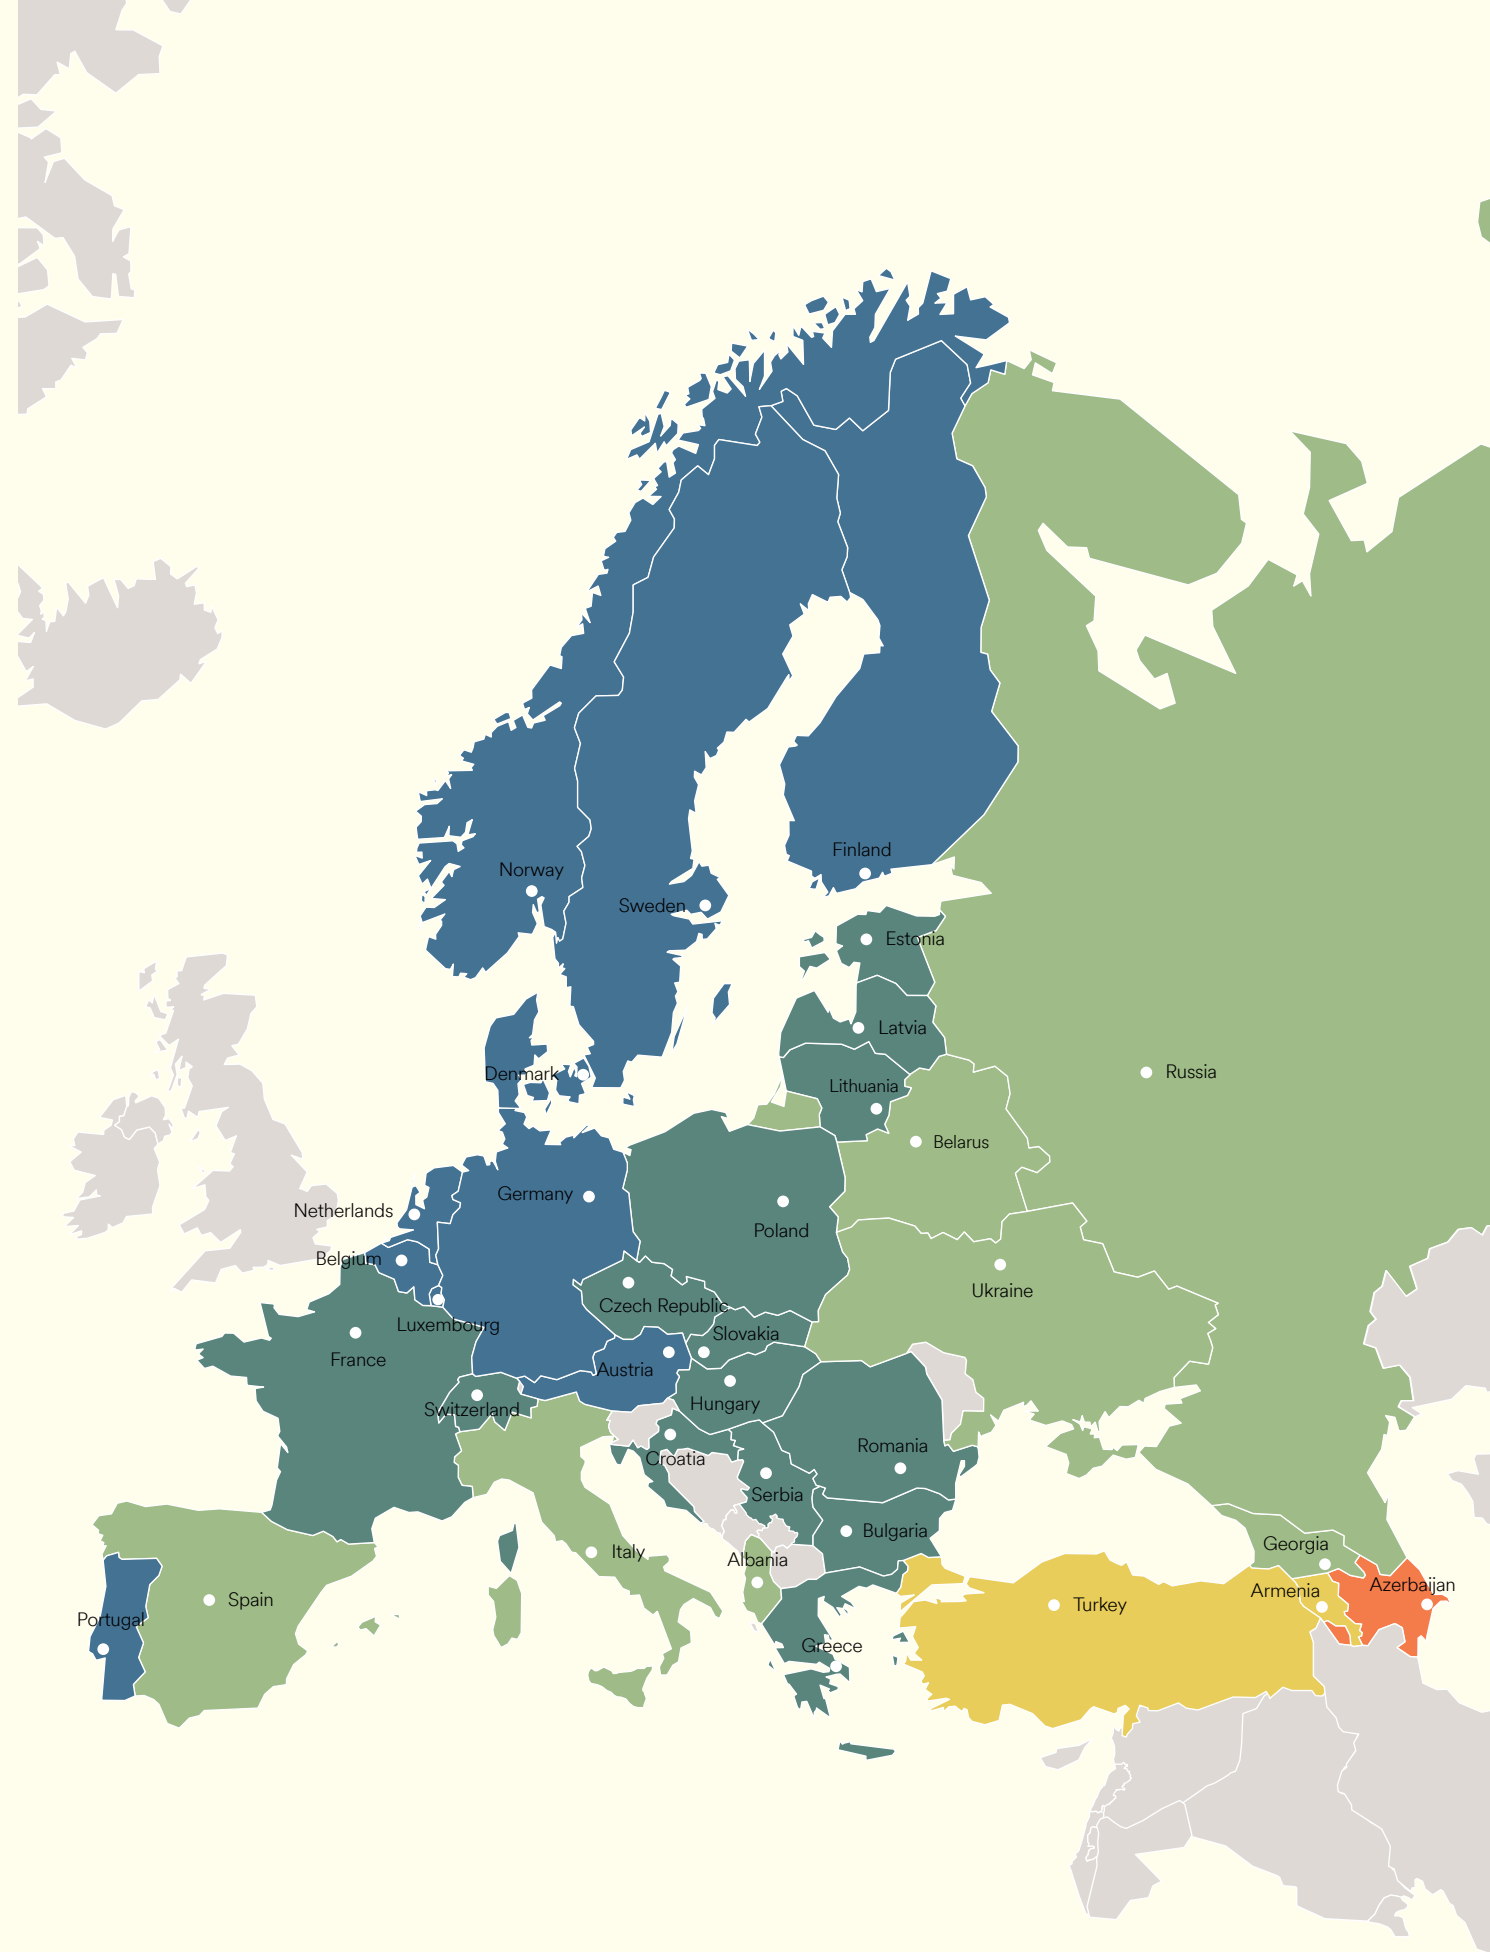 Norway
Finland
Sweden
Estonia
Latvia
Russia
Denmark
Lithuania
Belarus
Germany
Netherlands
Poland
Belgium
Ukraine
Czech Republic
Luxembourg
Slovakia
France
Austria
Hungary
Switzerland
Romania
Croatia
Serbia
Bulgaria
Georgia
Italy
Albania
Azerbaijan
Armenia
Spain
Turkey
Portugal
Greece